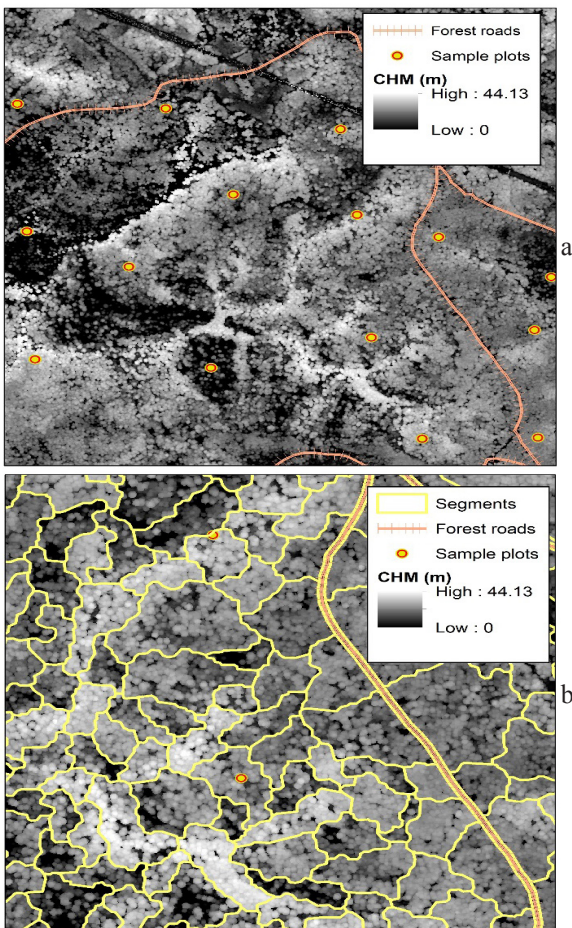 Forest roads
Sample plots
CHM (m)
High : 44.13
Low : 0
a
Segments
Forest roads
Sample plots
CHM (m)
High : 44.13
Low : 0
b